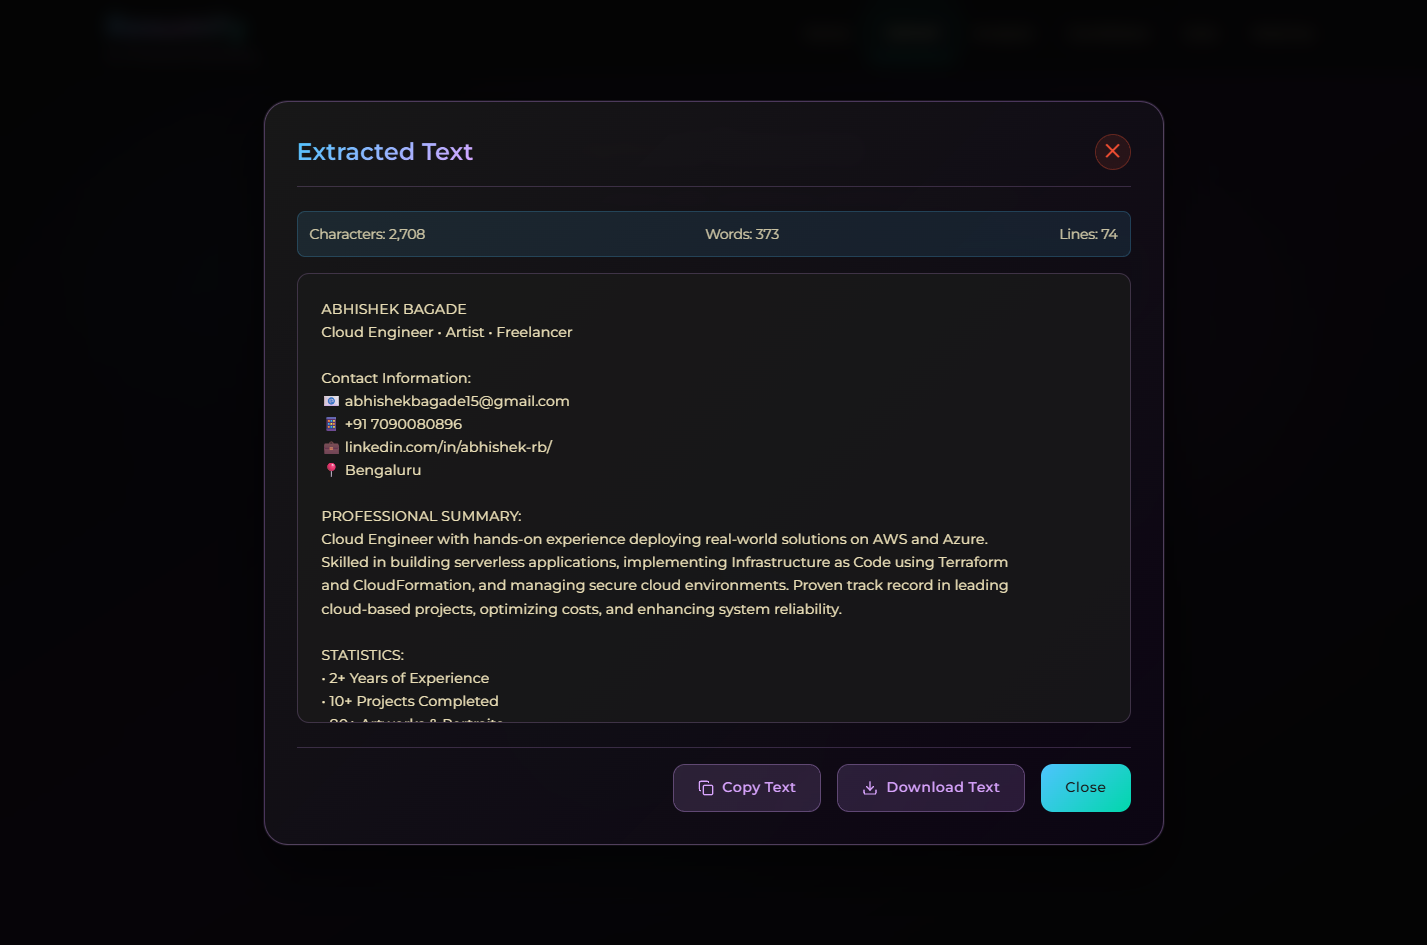 Extracted Text
Characters: 2,708
Words: 373
Lines: 74
ABHISHEK BAGADE
Cloud Engineer • Artist • Freelancer
Contact Information:
📧 abhishekbagade15@gmail.com
📱 +91 7090080896
💼 linkedin.com/in/abhishek-rb/
📍 Bengaluru
PROFESSIONAL SUMMARY:
Cloud Engineer with hands-on experience deploying real-world solutions on AWS and Azure.
Skilled in building serverless applications, implementing Infrastructure as Code using Terraform
and CloudFormation, and managing secure cloud environments. Proven track record in leading
cloud-based projects, optimizing costs, and enhancing system reliability.
STATISTICS:
• 2+ Years of Experience
• 10+ Projects Completed
Copy Text
Download Text
Close